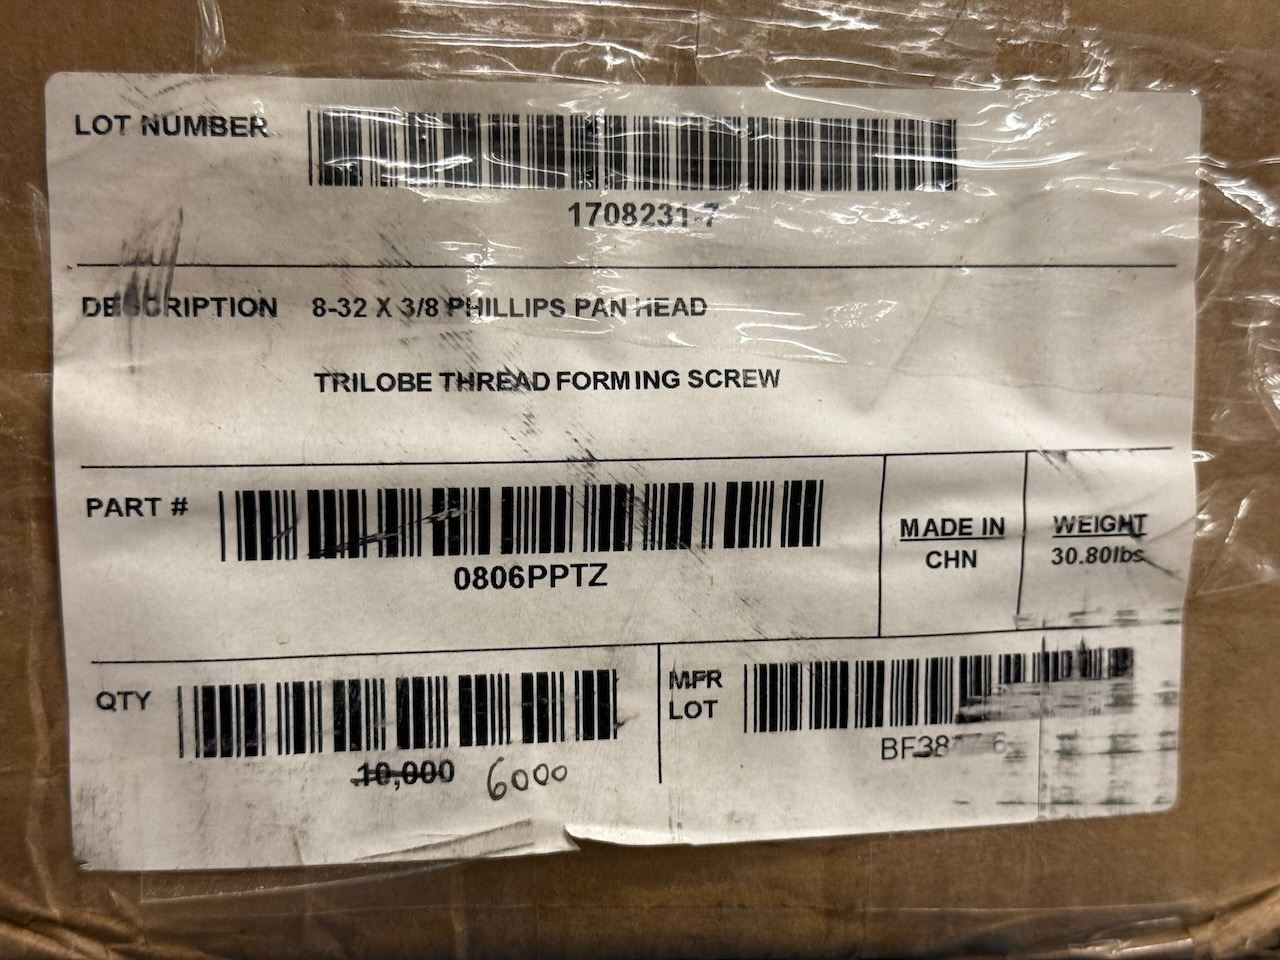 LOT NUMBER
1708231-7
DESCRIPTION 8-32 X 3/8 PHILLIPS PAN HEAD
TRILOBE THREAD FORMING SCREW
PART #
0806PPTZ
MADE IN
CHN
WEIGHT
30.80lbs
QTY
10,000 6000
MFR
LOT